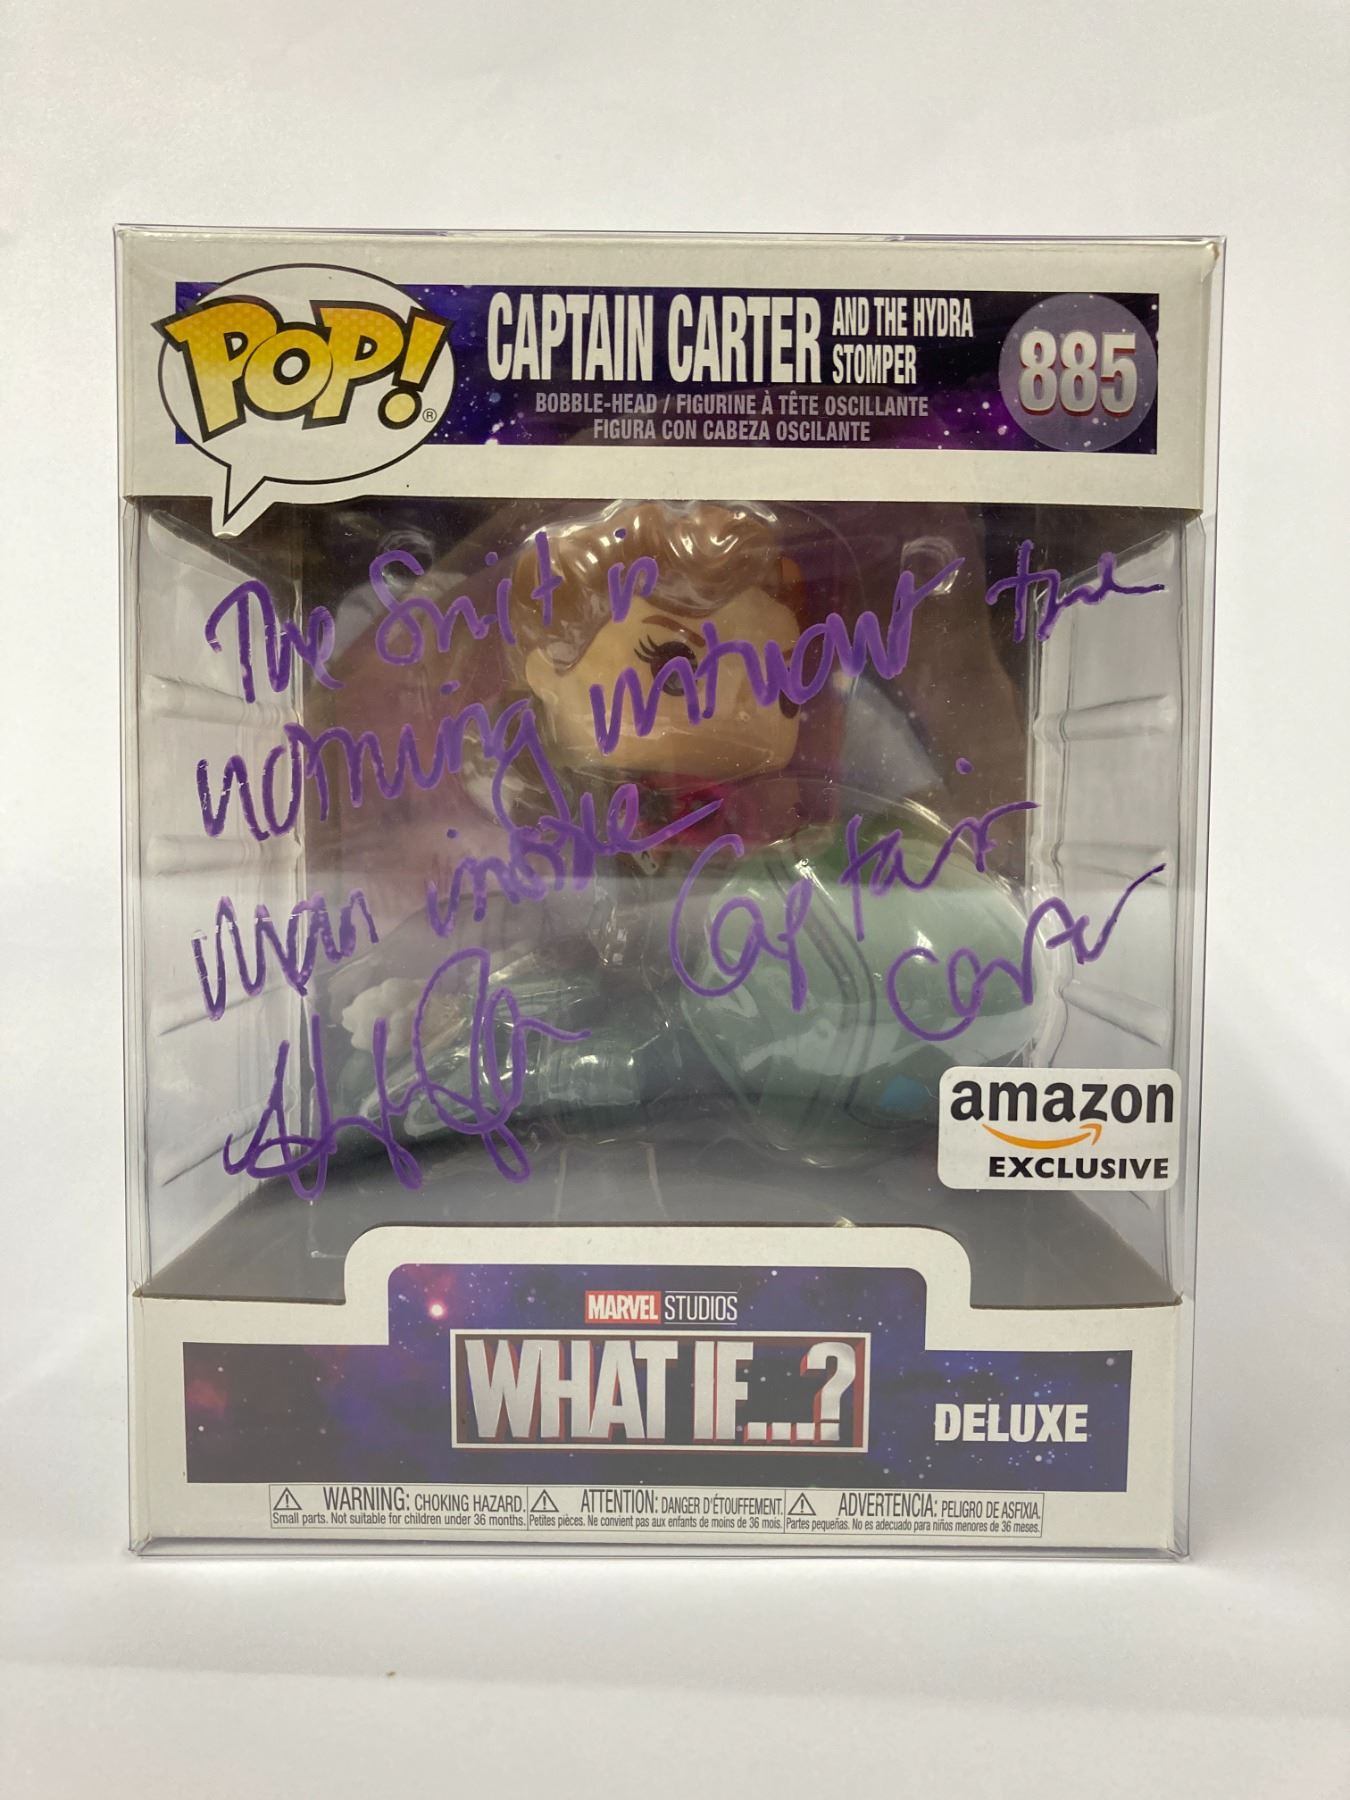 POP!®
CAPTAIN CARTER AND THE HYDRA STOMPER
885
BOBBLE-HEAD / FIGURINE À TÊTE OSCILLANTE
FIGURA CON CABEZA OSCILANTE
The Suit is
nothing without the
man inside
Captain
Carter
amazon
EXCLUSIVE
MARVEL STUDIOS
WHAT IF...?
DELUXE
WARNING: CHOKING HAZARD.
Small parts. Not suitable for children under 36 months.
ATTENTION: DANGER D'ÉTOUFFEMENT.
Petites pièces. Ne convient pas aux enfants de moins de 36 mois.
ADVERTENCIA: PELIGRO DE ASFIXIA.
Partes pequeñas. No es adecuado para niños menores de 36 meses.